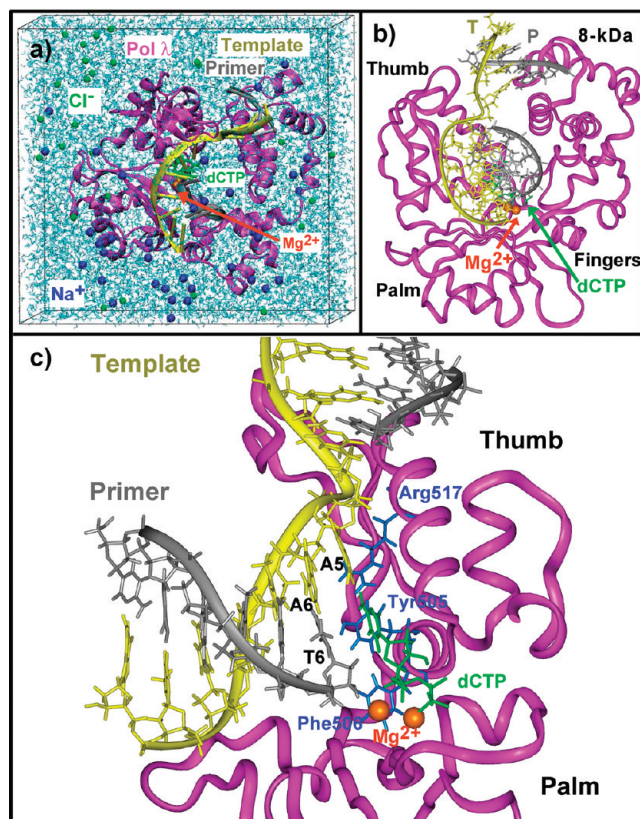 a)
Pol λ
Template
Primer
Cl⁻
dCTP
Mg2+
Na+
b)
T
P
8-kDa
Thumb
Mg2+
Fingers
dCTP
Palm
c)
Template
Thumb
Primer
Arg517
A5
A6
Tyr505
T6
dCTP
Phe506
Mg2+
Palm